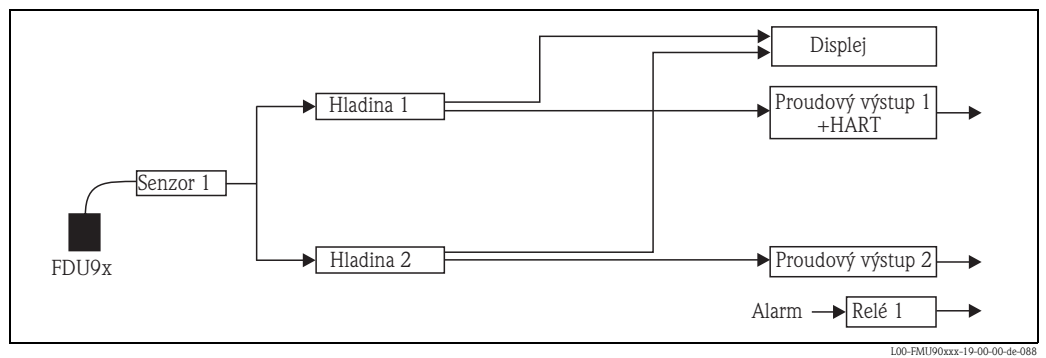 Displej
Hladina 1
Proudový výstup 1
+HART
Senzor 1
FDU9x
Hladina 2
Proudový výstup 2
Alarm
Relé 1
L00-FMU90xxx-19-00-00-de-088